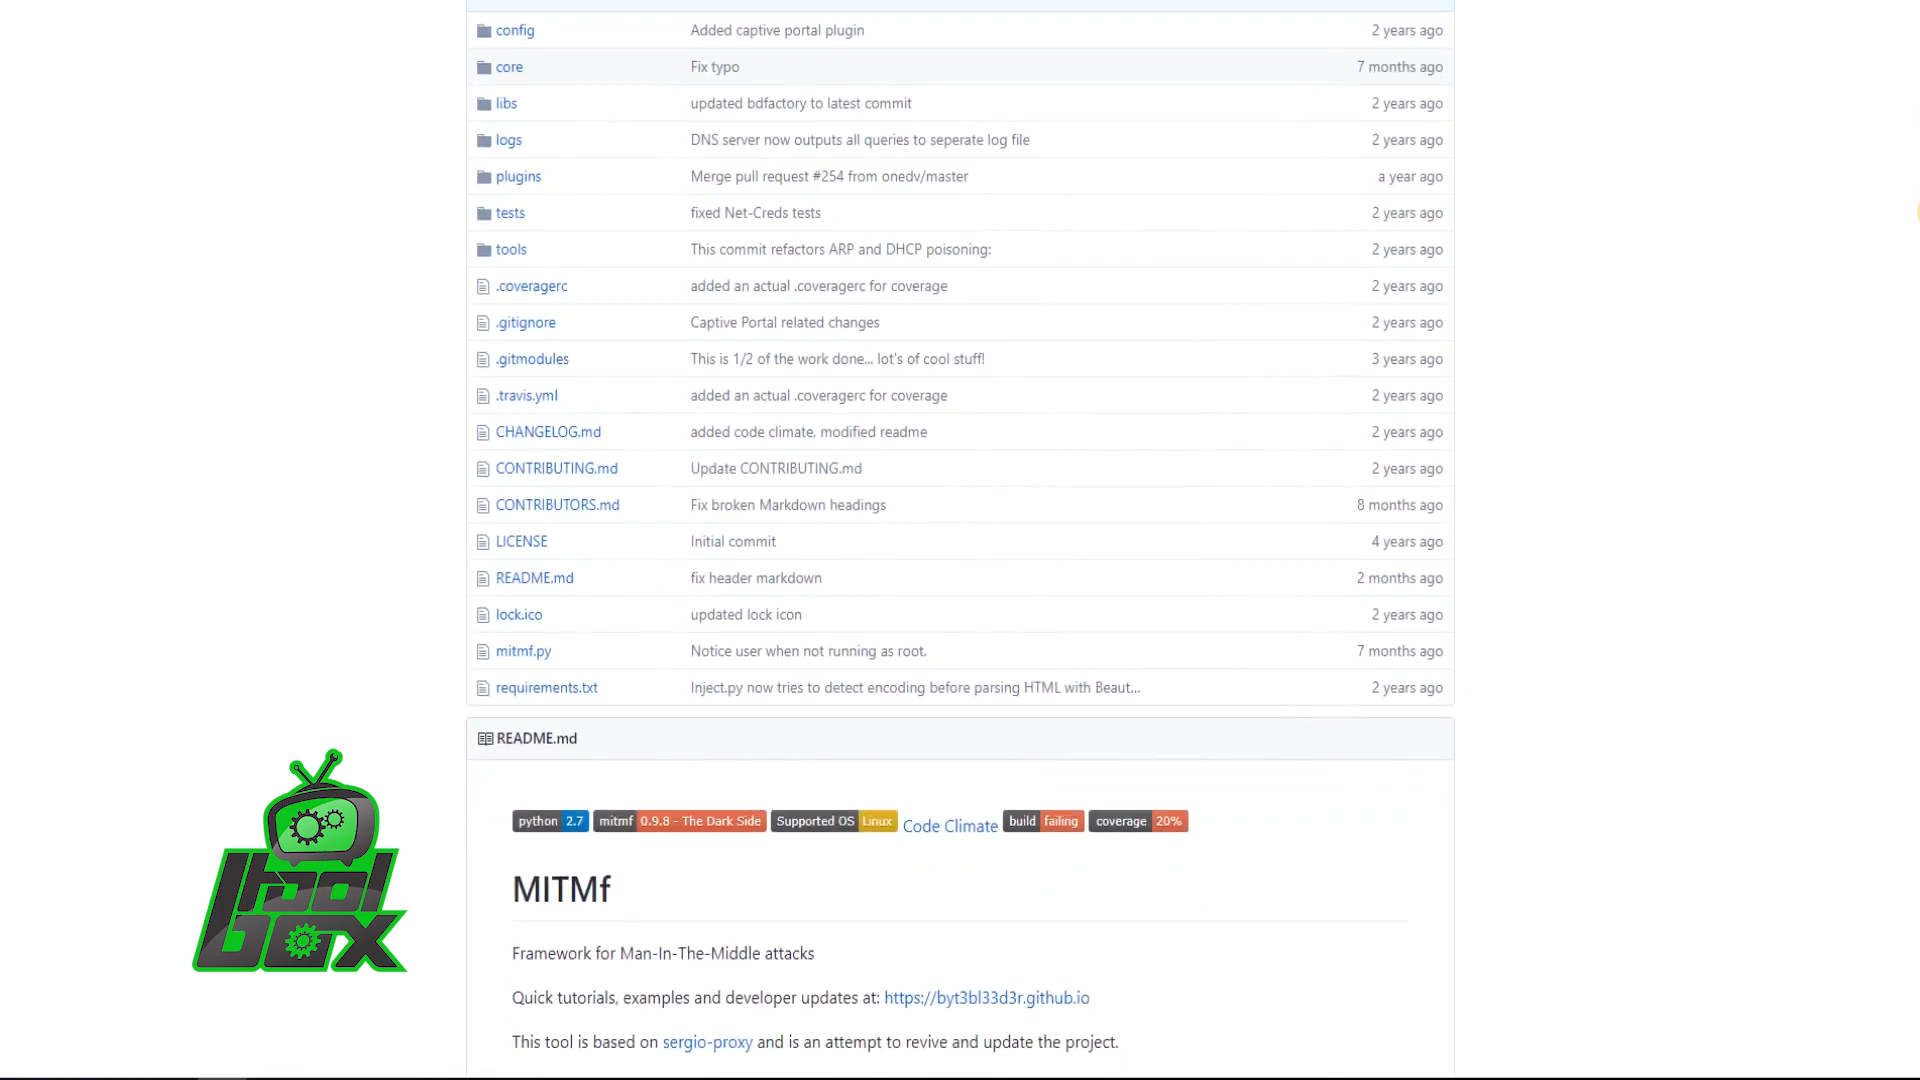 config Added captive portal plugin 2 years ago
core Fix typo 7 months ago
libs updated bdfactory to latest commit 2 years ago
logs DNS server now outputs all queries to seperate log file 2 years ago
plugins Merge pull request #254 from onedv/master a year ago
tests fixed Net-Creds tests 2 years ago
tools This commit refactors ARP and DHCP poisoning: 2 years ago
.coveragerc added an actual .coveragerc for coverage 2 years ago
.gitignore Captive Portal related changes 2 years ago
.gitmodules This is 1/2 of the work done... lot's of cool stuff! 3 years ago
.travis.yml added an actual .coveragerc for coverage 2 years ago
CHANGELOG.md added code climate, modified readme 2 years ago
CONTRIBUTING.md Update CONTRIBUTING.md 2 years ago
CONTRIBUTORS.md Fix broken Markdown headings 8 months ago
LICENSE Initial commit 4 years ago
README.md fix header markdown 2 months ago
lock.ico updated lock icon 2 years ago
mitmf.py Notice user when not running as root. 7 months ago
requirements.txt Inject.py now tries to detect encoding before parsing HTML with Beaut... 2 years ago
README.md
python 2.7 mitmf 0.9.8 - The Dark Side Supported OS Linux Code Climate build failing coverage 20%
MITMf
Framework for Man-In-The-Middle attacks
Quick tutorials, examples and developer updates at: https://byt3bl33d3r.github.io
This tool is based on sergio-proxy and is an attempt to revive and update the project.
tool
box